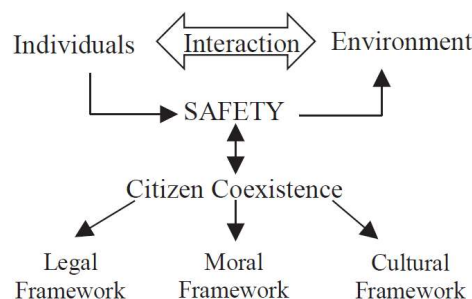 Individuals Interaction Environment
SAFETY
Citizen Coexistence
Legal Framework
Moral Framework
Cultural Framework